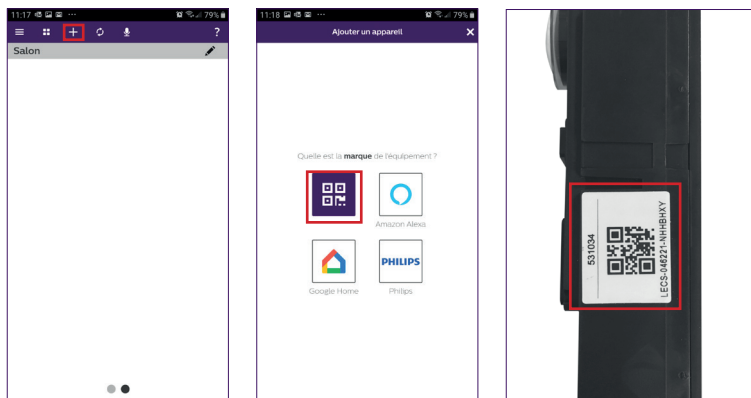 11:17
79%
?
Salon
11:18
79%
Ajouter un appareil
Quelle est la marque de l'équipement ?
Amazon Alexa
PHILIPS
Google Home
Philips
531034
LECS-046221-NHHBHXY